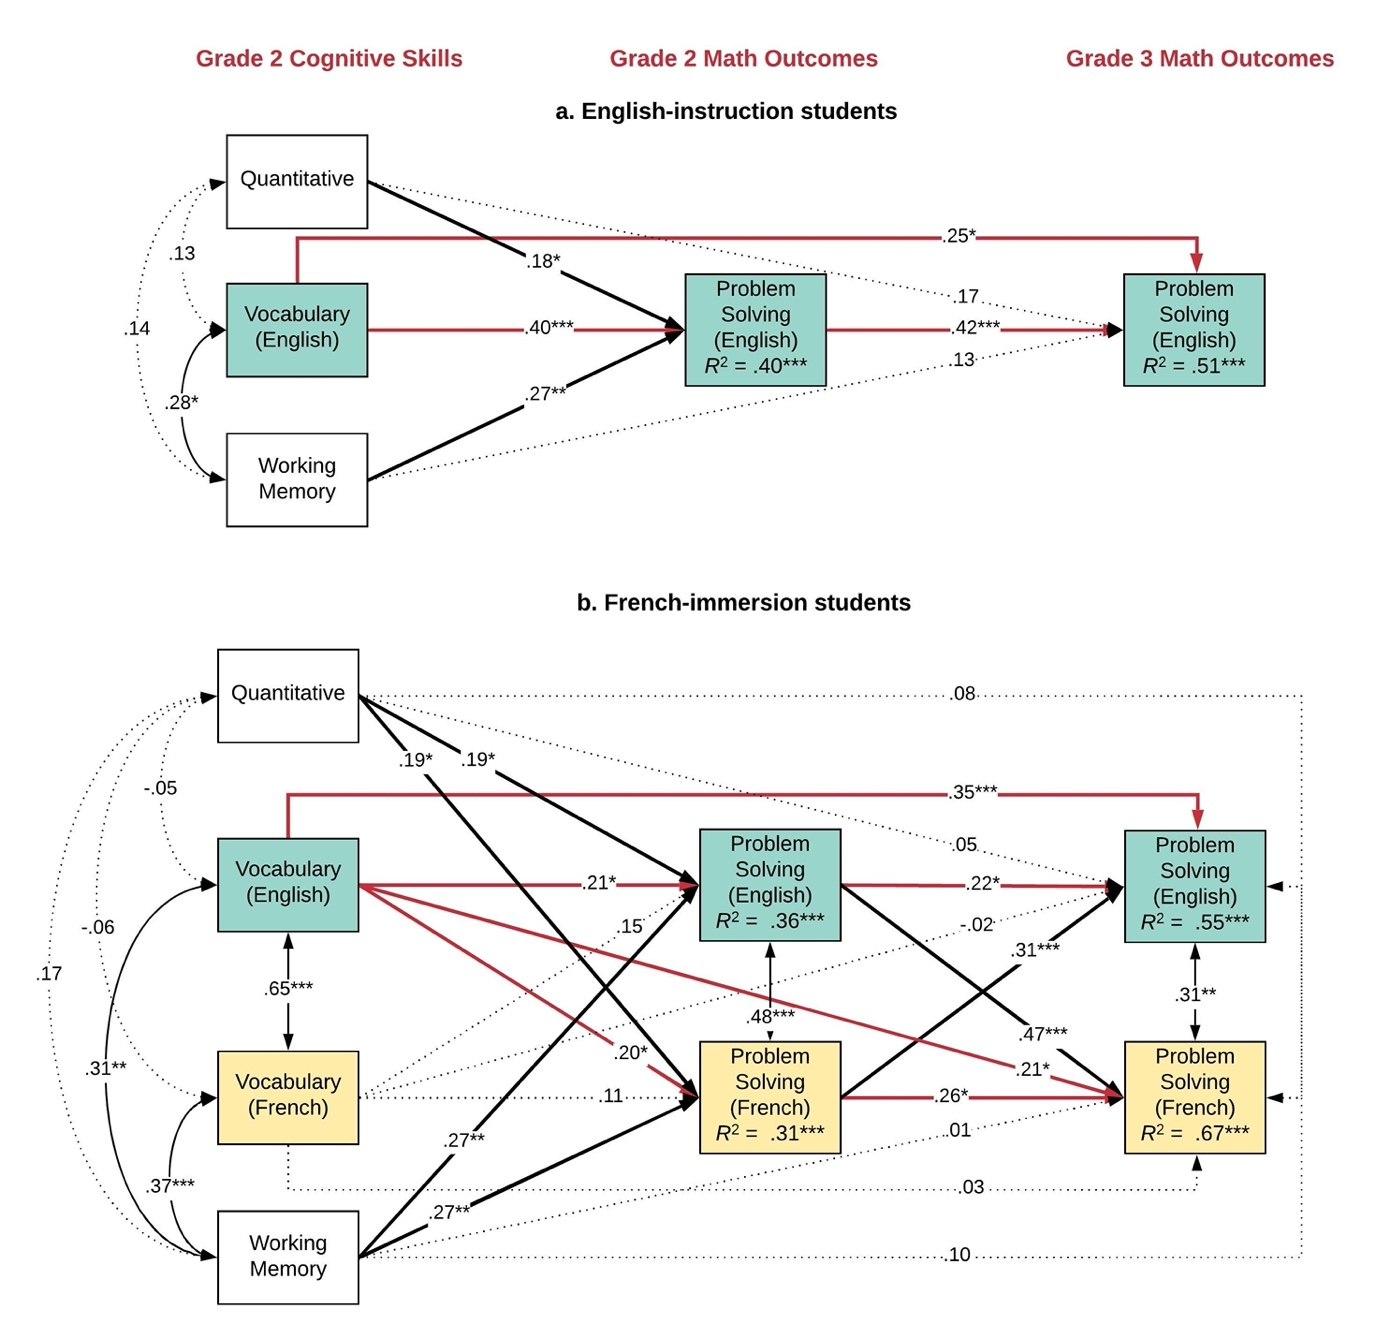 Grade 2 Cognitive Skills
Grade 2 Math Outcomes
Grade 3 Math Outcomes
a. English-instruction students
Quantitative
Vocabulary
(English)
Working
Memory
.13
.14
.28*
.18*
.40***
.27**
Problem
Solving
(English)
R² = .40***
.25*
.17
.42***
.13
Problem
Solving
(English)
R² = .51***
b. French-immersion students
Quantitative
Vocabulary
(English)
Vocabulary
(French)
Working
Memory
-.05
-.06
.17
.65***
.31**
.37***
.19*
.19*
.21*
.15
.20*
.11
.27**
.27**
Problem
Solving
(English)
R² = .36***
.48***
Problem
Solving
(French)
R² = .31***
.08
.35***
.05
.22*
-.02
.31***
.47***
.21*
.26*
.01
.03
.10
Problem
Solving
(English)
R² = .55***
.31**
Problem
Solving
(French)
R² = .67***